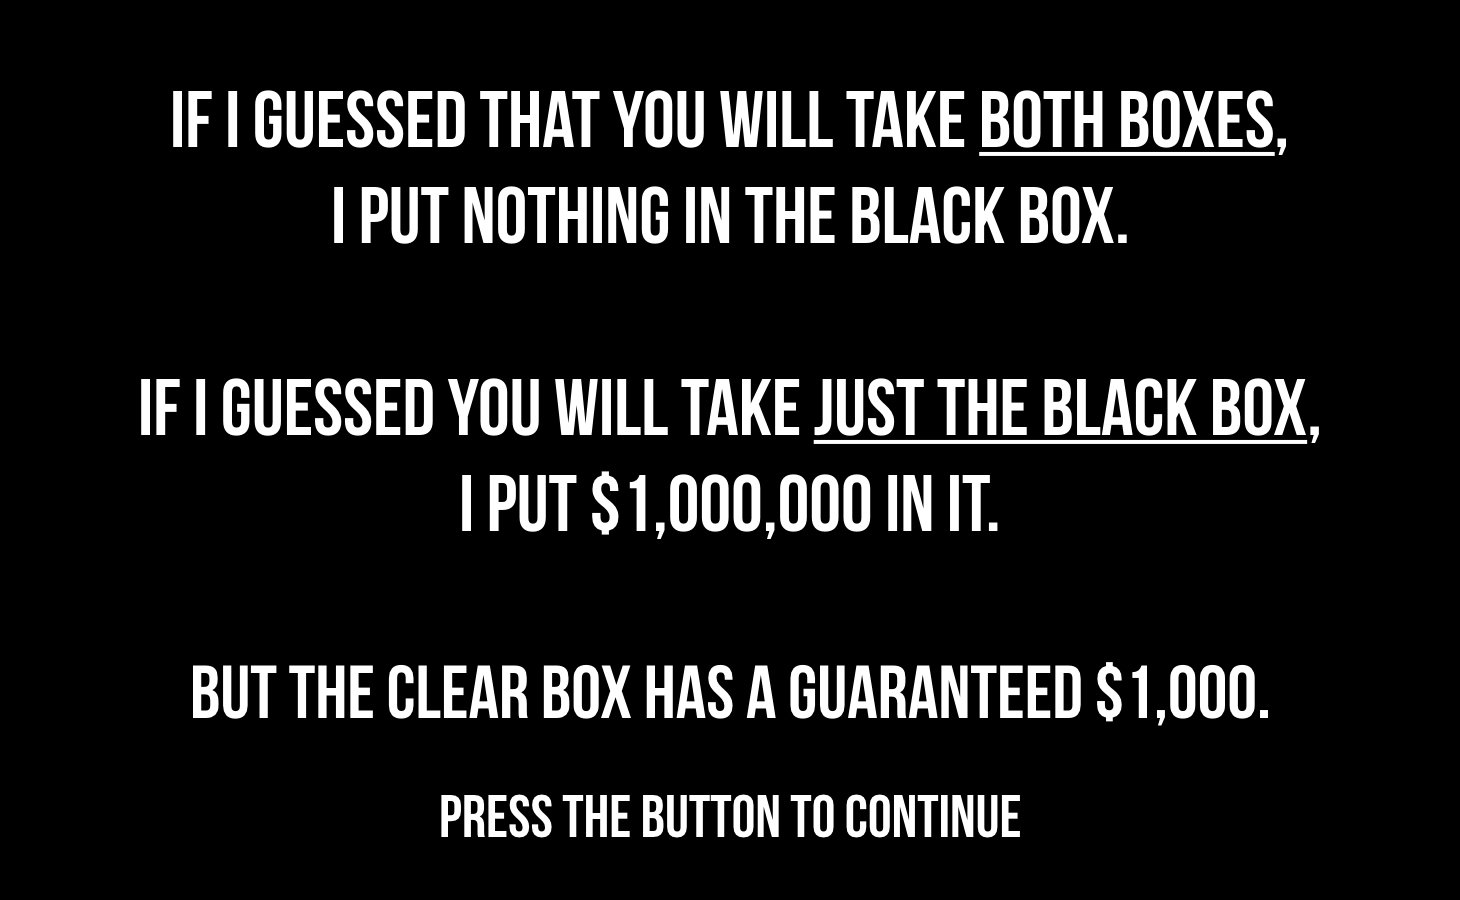 IF I GUESSED THAT YOU WILL TAKE BOTH BOXES,
I PUT NOTHING IN THE BLACK BOX.
IF I GUESSED YOU WILL TAKE JUST THE BLACK BOX,
I PUT $1,000,000 IN IT.
BUT THE CLEAR BOX HAS A GUARANTEED $1,000.
PRESS THE BUTTON TO CONTINUE